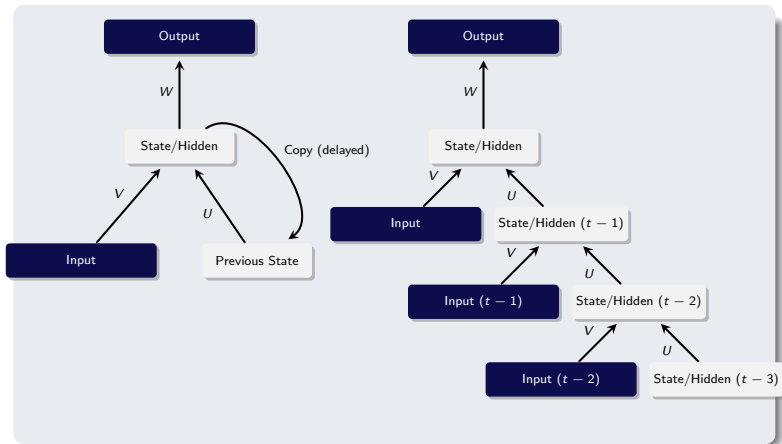 Output
W
State/Hidden
Copy (delayed)
V
U
Input
Previous State
Output
W
State/Hidden
V
U
Input
State/Hidden (t − 1)
V
U
Input (t − 1)
State/Hidden (t − 2)
V
U
Input (t − 2)
State/Hidden (t − 3)